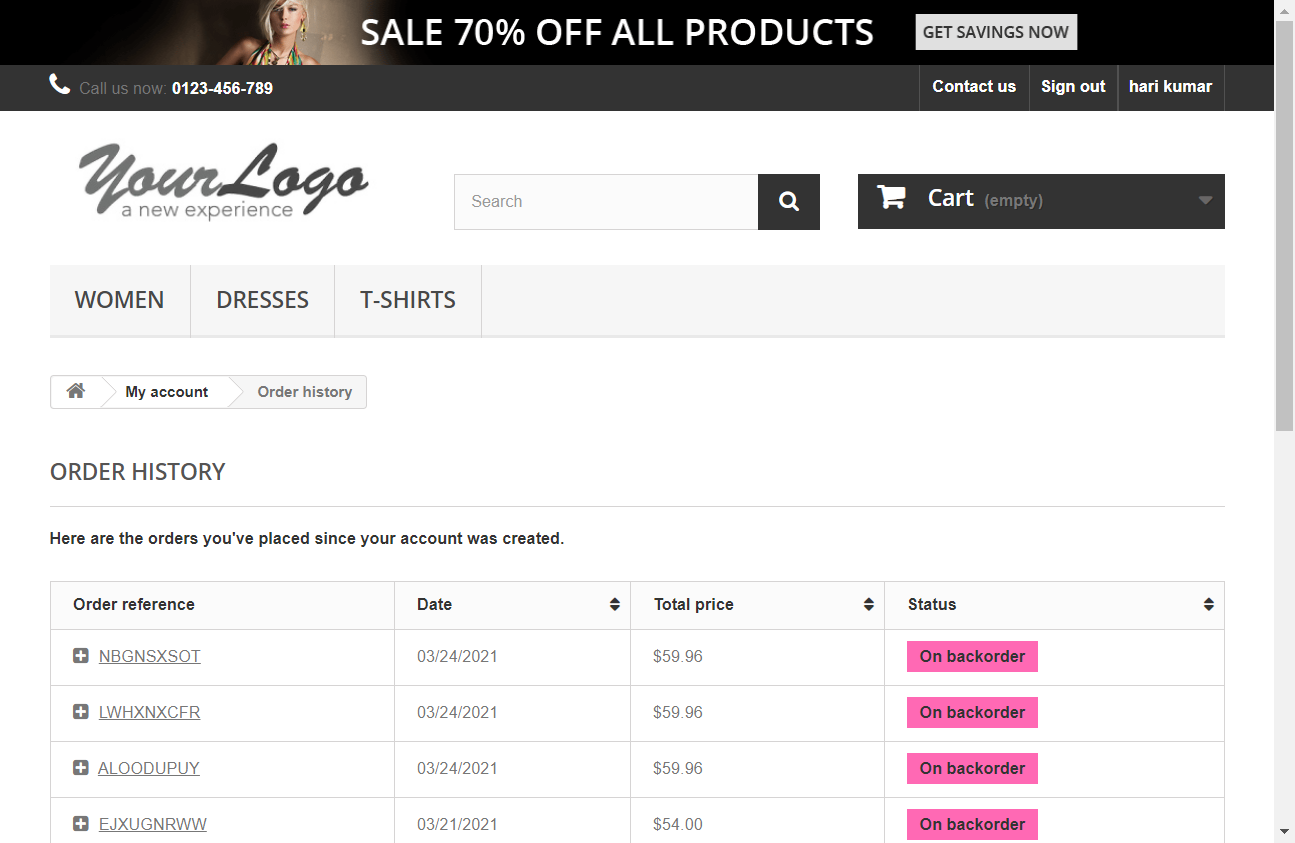 SALE 70% OFF ALL PRODUCTS GET SAVINGS NOW
Call us now: 0123-456-789 Contact us Sign out hari kumar
YourLogo
a new experience
Search Cart (empty)
WOMEN DRESSES T-SHIRTS
My account Order history
ORDER HISTORY
Here are the orders you've placed since your account was created.
Order reference Date Total price Status
NBGNSXSOT 03/24/2021 $59.96 On backorder
LWHXNXCFR 03/24/2021 $59.96 On backorder
ALOODUPUY 03/24/2021 $59.96 On backorder
EJXUGNRWW 03/21/2021 $54.00 On backorder